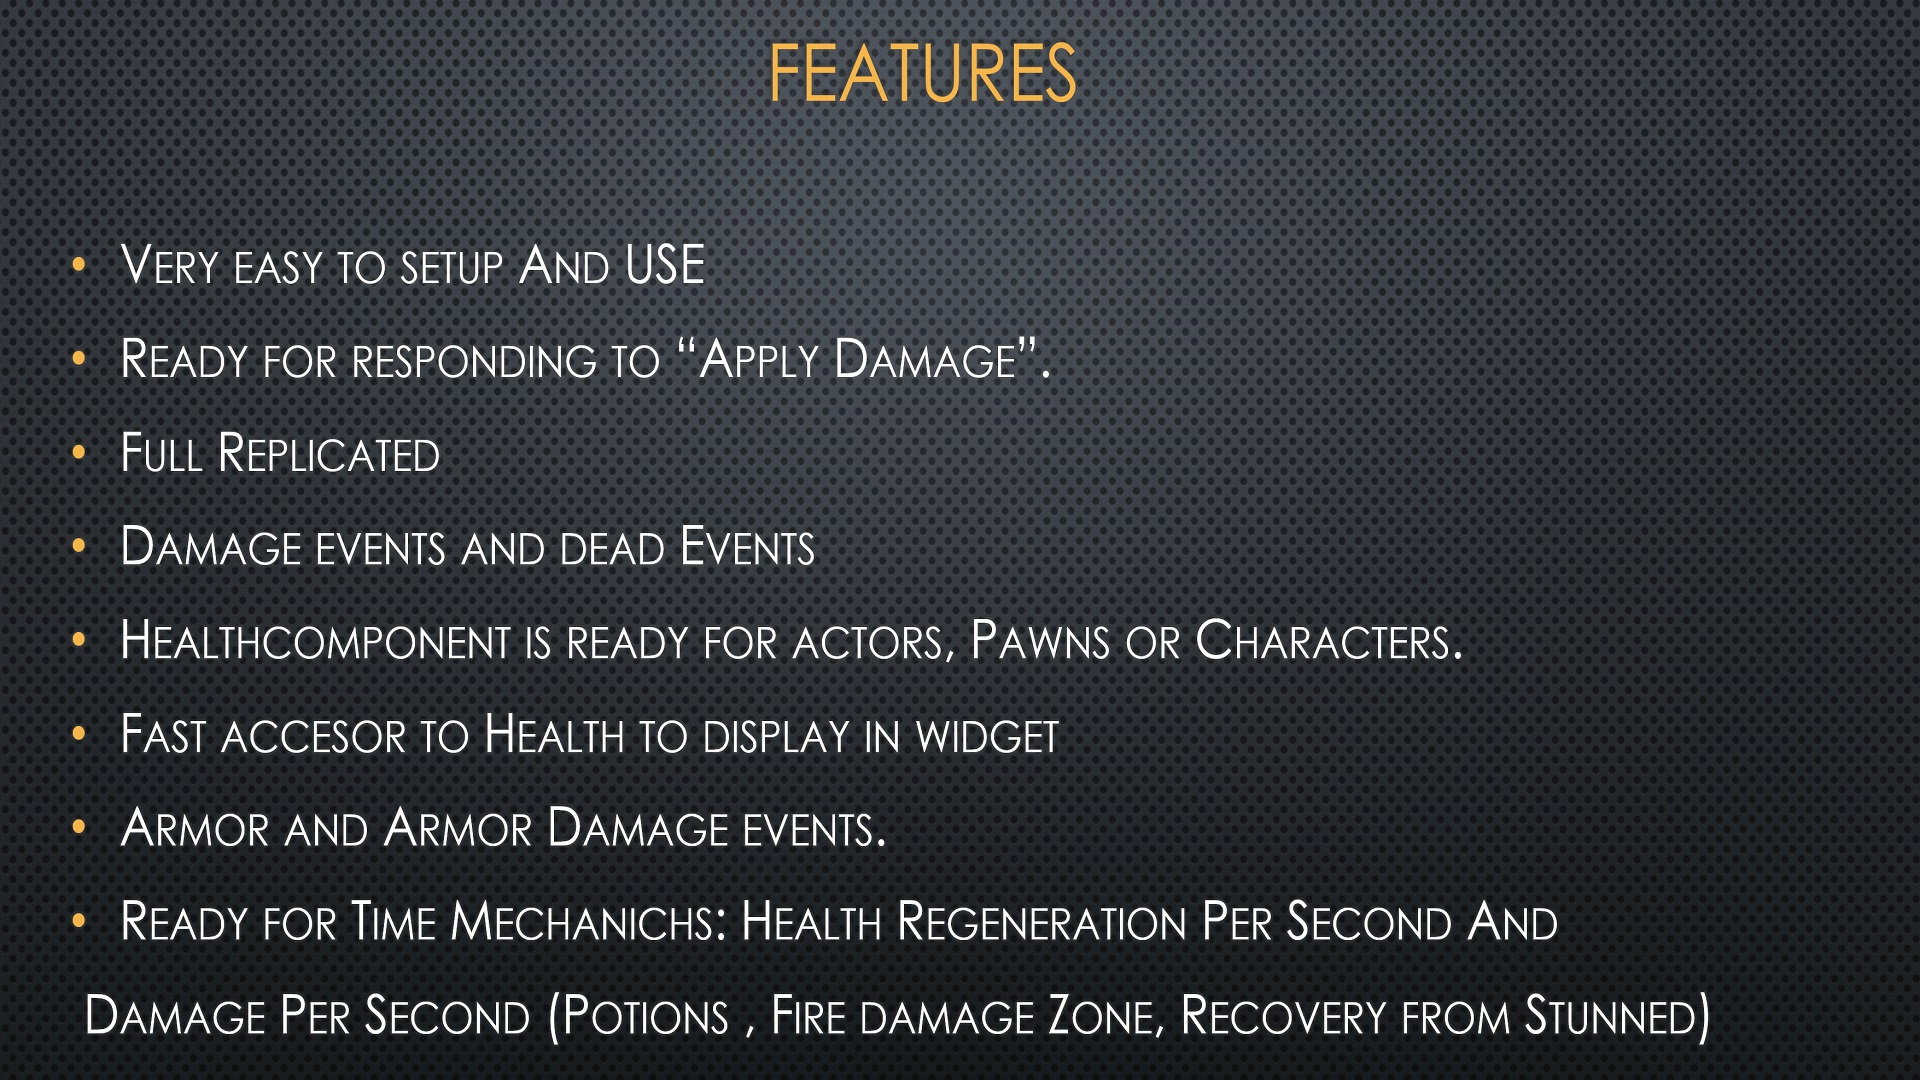 FEATURES
• Very easy to setup And USE
• Ready for responding to “Apply Damage”.
• Full Replicated
• Damage events and dead Events
• Healthcomponent is ready for actors, Pawns or Characters.
• Fast accesor to Health to display in widget
• Armor and Armor Damage events.
• Ready for Time Mechanichs: Health Regeneration Per Second And
Damage Per Second (Potions , Fire damage Zone, Recovery from Stunned)